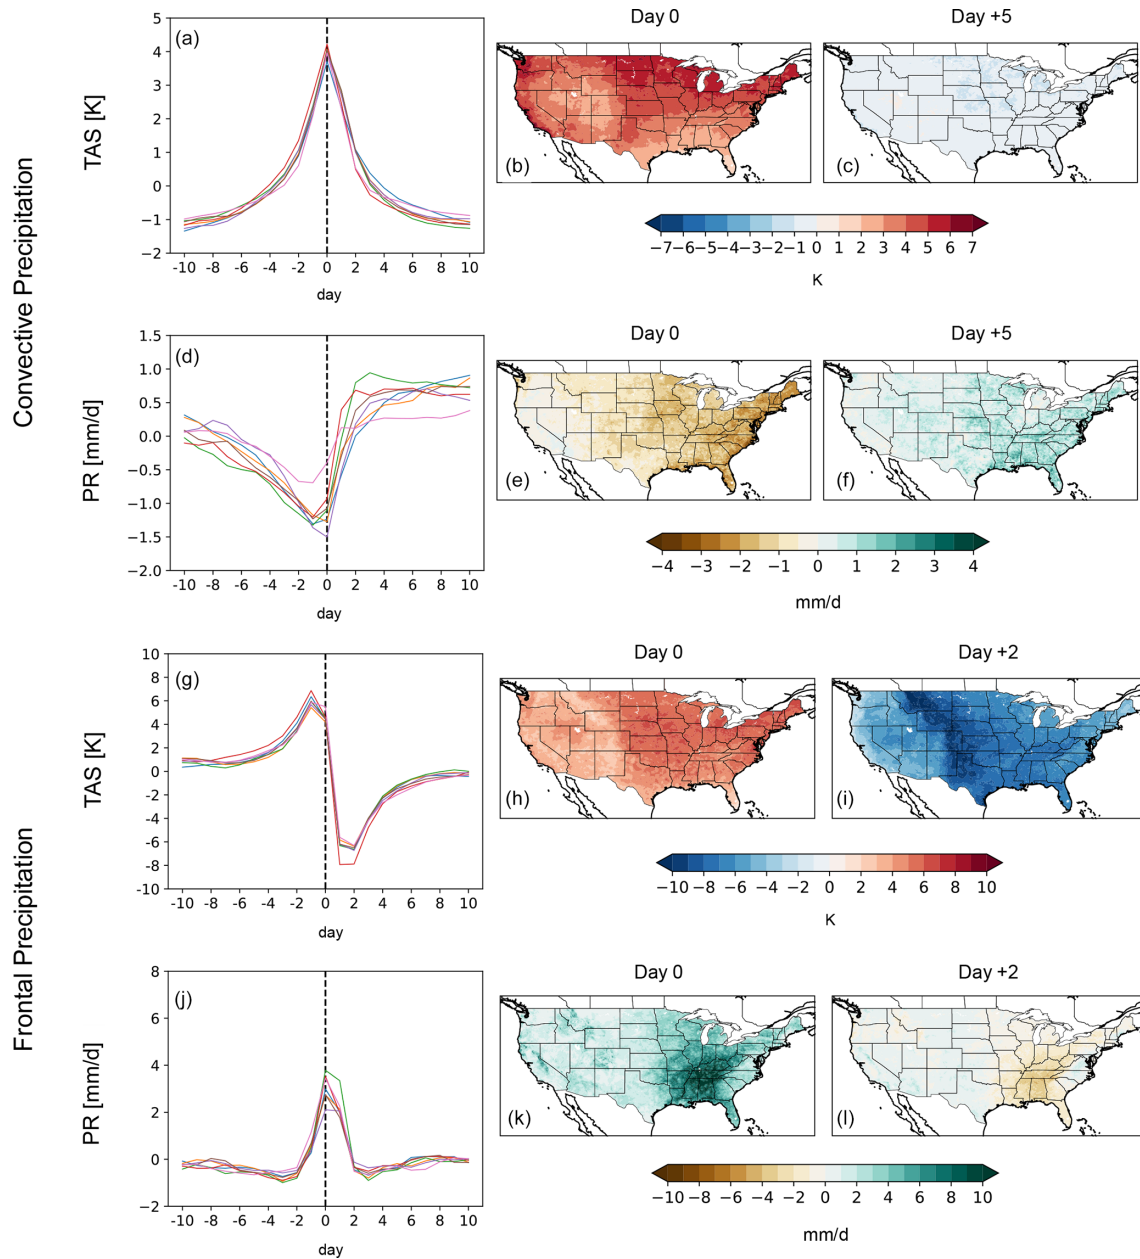 Convective Precipitation
Frontal Precipitation
(a)
TAS [K]
5
4
3
2
1
0
−1
−2
-10 -8 -6 -4 -2 0 2 4 6 8 10
day
Day 0
(b)
Day +5
(c)
−7−6−5−4−3−2−1 0 1 2 3 4 5 6 7
K
(d)
PR [mm/d]
1.5
1.0
0.5
0.0
−0.5
−1.0
−1.5
−2.0
-10 -8 -6 -4 -2 0 2 4 6 8 10
day
Day 0
(e)
Day +5
(f)
−4 −3 −2 −1 0 1 2 3 4
mm/d
(g)
TAS [K]
10
8
6
4
2
0
−2
−4
−6
−8
−10
-10 -8 -6 -4 -2 0 2 4 6 8 10
day
Day 0
(h)
Day +2
(i)
−10 −8 −6 −4 −2 0 2 4 6 8 10
K
(j)
PR [mm/d]
8
6
4
2
0
−2
-10 -8 -6 -4 -2 0 2 4 6 8 10
day
Day 0
(k)
Day +2
(l)
−10 −8 −6 −4 −2 0 2 4 6 8 10
mm/d